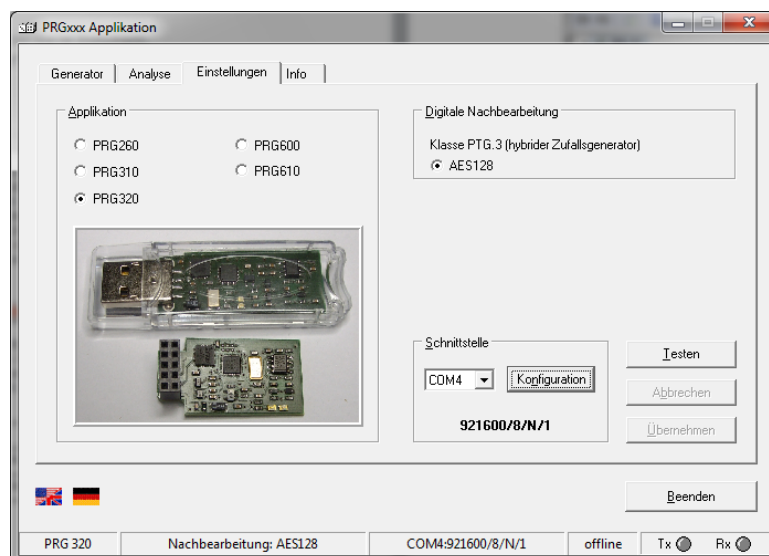 PRGxxx Applikation
Generator Analyse Einstellungen Info
Applikation
PRG260 PRG600
PRG310 PRG610
PRG320
Digitale Nachbearbeitung
Klasse PTG.3 (hybrider Zufallsgenerator)
AES128
Schnittstelle
COM4 Konfiguration
921600/8/N/1
Testen
Abbrechen
Übernehmen
Beenden
PRG 320 Nachbearbeitung: AES128 COM4:921600/8/N/1 offline Tx Rx